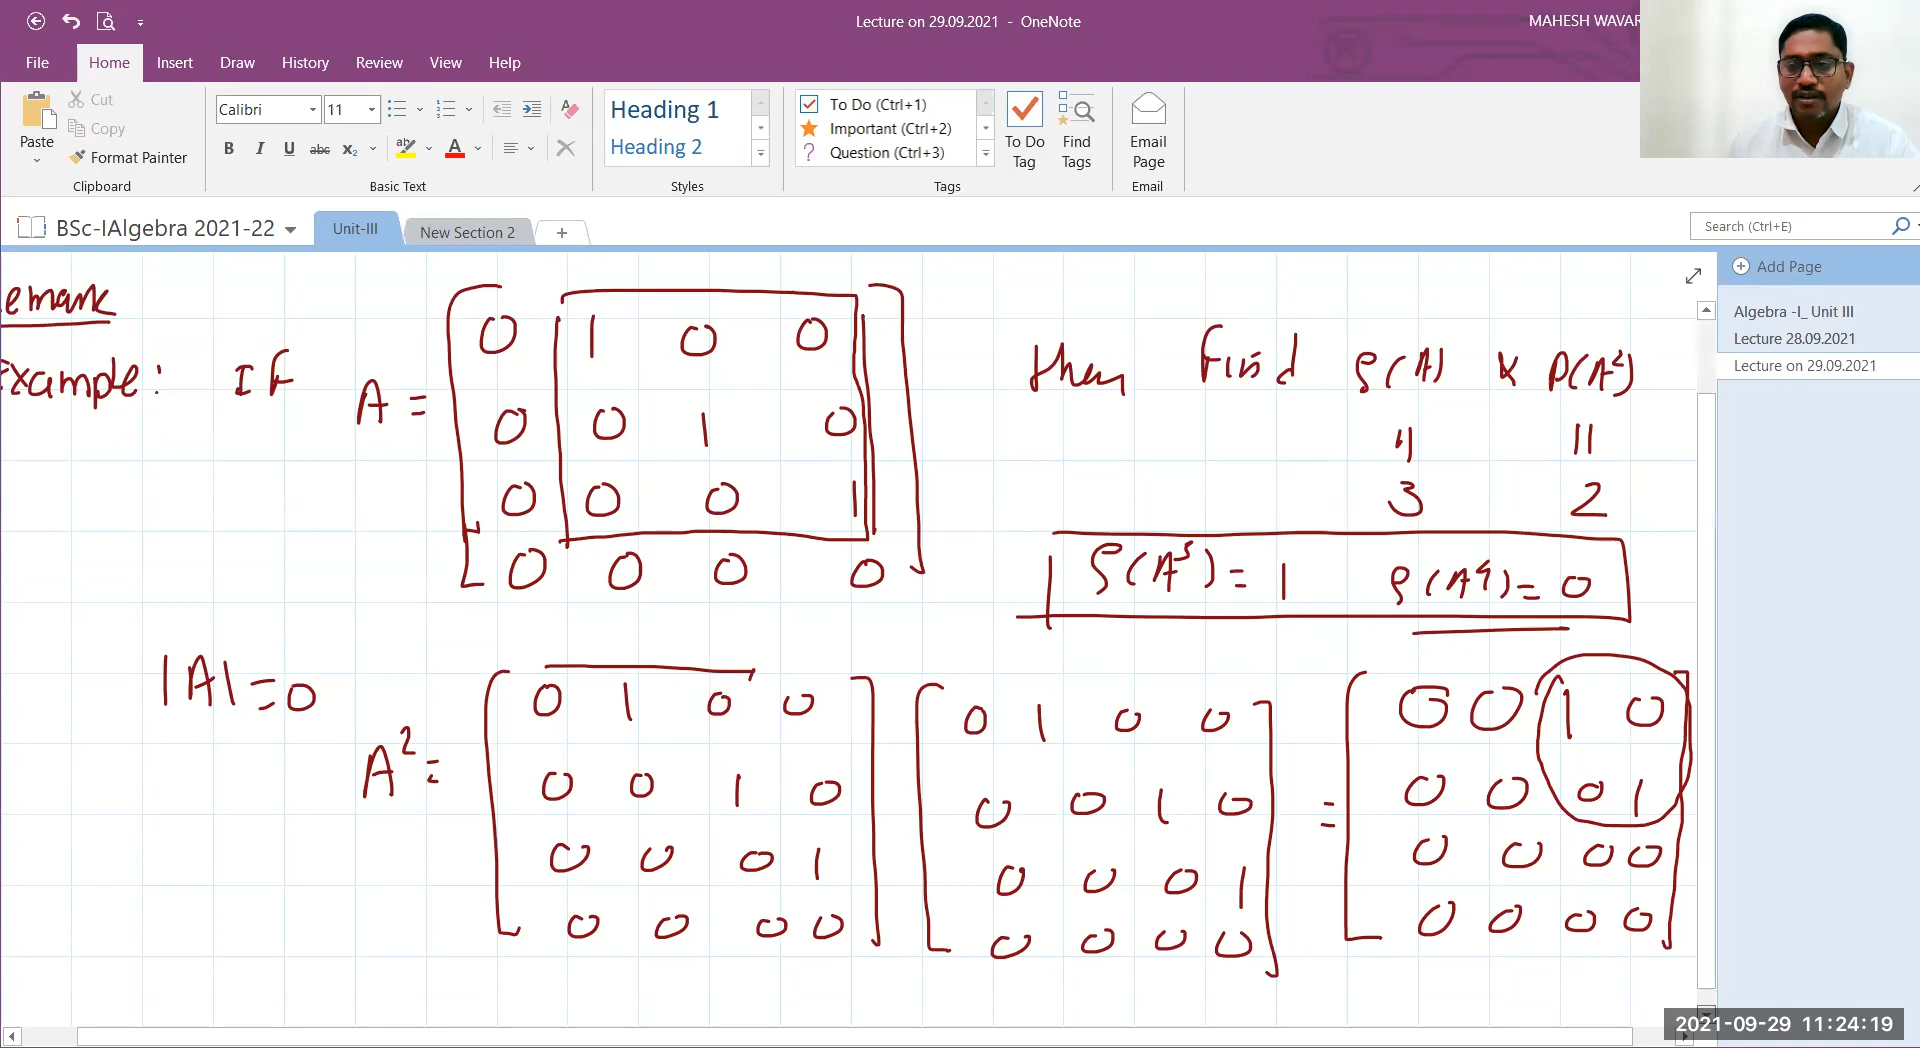 Lecture on 29.09.2021 - OneNote
MAHESH WAVAR
File Home Insert Draw History Review View Help
Paste
Cut
Copy
Format Painter
Clipboard
Calibri 11
B I U abc x₂ ab A
Basic Text
Heading 1
Heading 2
Styles
To Do (Ctrl+1)
Important (Ctrl+2)
Question (Ctrl+3)
To Do Tag
Find Tags
Tags
Email Page
Email
BSc-IAlgebra 2021-22
Unit-III
New Section 2
Search (Ctrl+E)
Add Page
Algebra -I_ Unit III
Lecture 28.09.2021
Lecture on 29.09.2021
emark
Example: If A =
0 1 0 0
0 0 1 0
0 0 0 1
0 0 0 0
then Find ρ(A) & ρ(A²)
|| ||
3 2
ρ(A³) = 1 ρ(A⁴) = 0
|A| = 0
A² =
0 1 0 0
0 0 1 0
0 0 0 1
0 0 0 0
0 1 0 0
0 0 1 0
0 0 0 1
0 0 0 0
=
0 0 1 0
0 0 0 1
0 0 0 0
0 0 0 0
2021-09-29 11:24:19